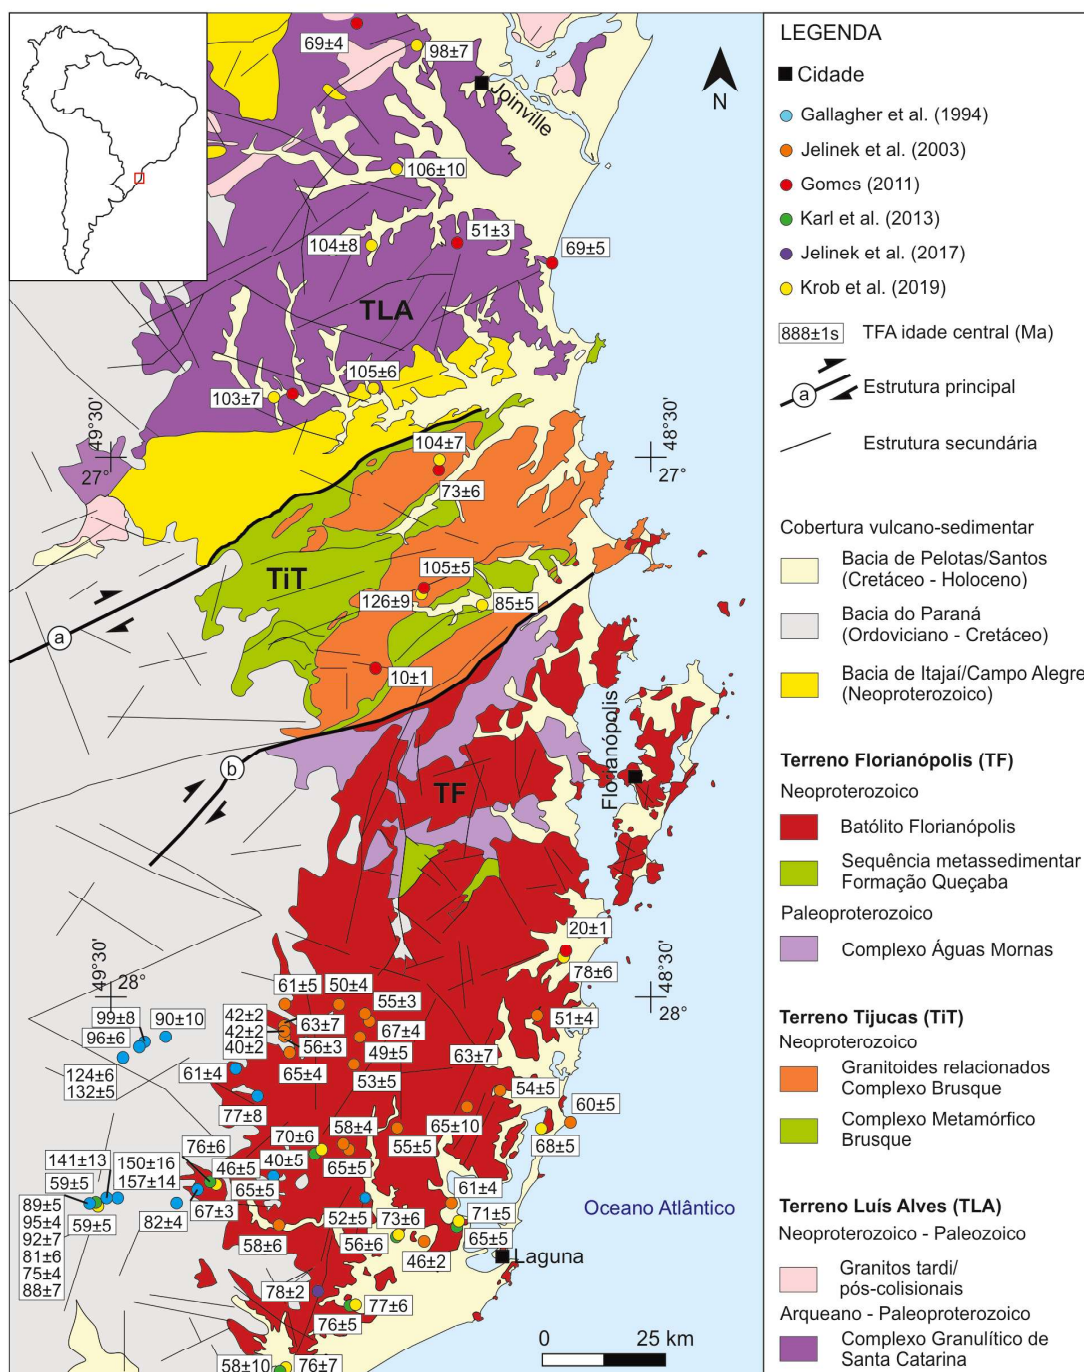 69±4
98±7
Joinville
N
106±10
51±3
104±8
69±5
TLA
105±6
103±7
49°30'
27°
104±7
73±6
48°30'
27°
TiT
105±5
126±9
85±5
a
10±1
b
TF
Florianópolis
20±1
78±6
49°30'
28°
48°30'
28°
61±5
50±4
99±8
90±10
42±2
63±7
55±3
51±4
96±6
42±2
67±4
40±2
56±3
49±5
63±7
124±6
132±5
61±4
65±4
53±5
54±5
77±8
60±5
58±4
65±10
76±6
70±6
55±5
68±5
141±13
150±16
157±14
46±5
40±5
65±5
59±5
65±5
61±4
89±5
95±4
92±7
81±6
75±4
88±7
59±5
82±4
67±3
52±5
73±6
71±5
58±6
56±6
65±5
46±2
Oceano Atlântico
Laguna
78±2
77±6
76±5
58±10
76±7
0
25 km
LEGENDA
Cidade
Gallagher et al. (1994)
Jelinek et al. (2003)
Gomes (2011)
Karl et al. (2013)
Jelinek et al. (2017)
Krob et al. (2019)
888±1s TFA idade central (Ma)
a Estrutura principal
Estrutura secundária
Cobertura vulcano-sedimentar
Bacia de Pelotas/Santos
(Cretáceo - Holoceno)
Bacia do Paraná
(Ordoviciano - Cretáceo)
Bacia de Itajaí/Campo Alegre
(Neoproterozoico)
Terreno Florianópolis (TF)
Neoproterozoico
Batólito Florianópolis
Sequência metassedimentar
Formação Queçaba
Paleoproterozoico
Complexo Águas Mornas
Terreno Tijucas (TiT)
Neoproterozoico
Granitoides relacionados
Complexo Brusque
Complexo Metamórfico
Brusque
Terreno Luís Alves (TLA)
Neoproterozoico - Paleozoico
Granitos tardi/
pós-colisionais
Arqueano - Paleoproterozoico
Complexo Granulítico de
Santa Catarina